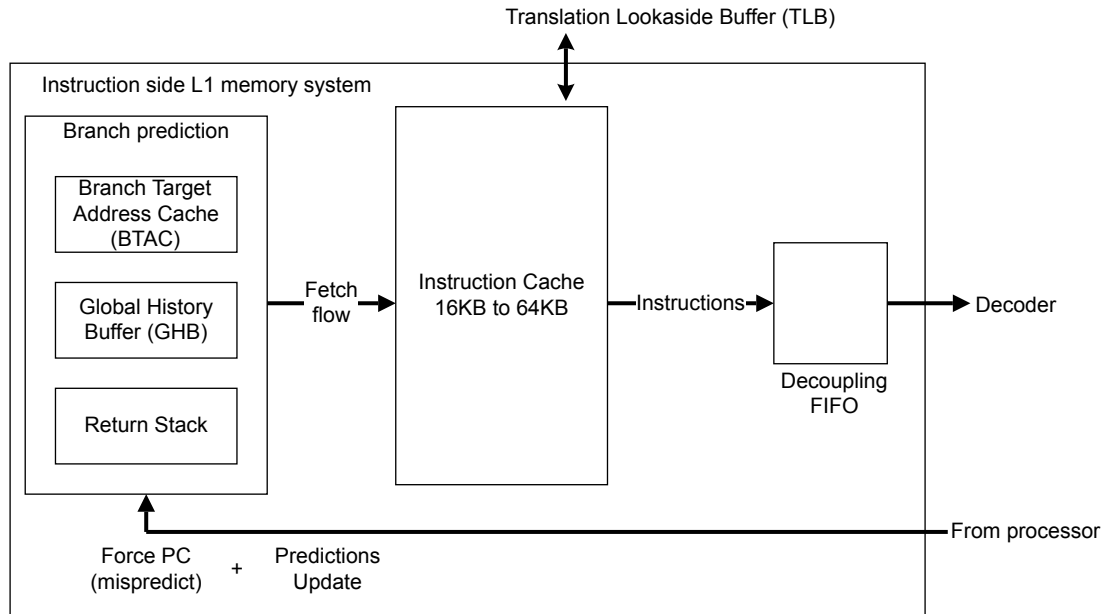 Translation Lookaside Buffer (TLB)
Instruction side L1 memory system
Branch prediction
Branch Target
Address Cache
(BTAC)
Global History
Buffer (GHB)
Return Stack
Fetch
flow
Instruction Cache
16KB to 64KB
Instructions
Decoupling
FIFO
Decoder
From processor
Force PC
(mispredict)
+
Predictions
Update